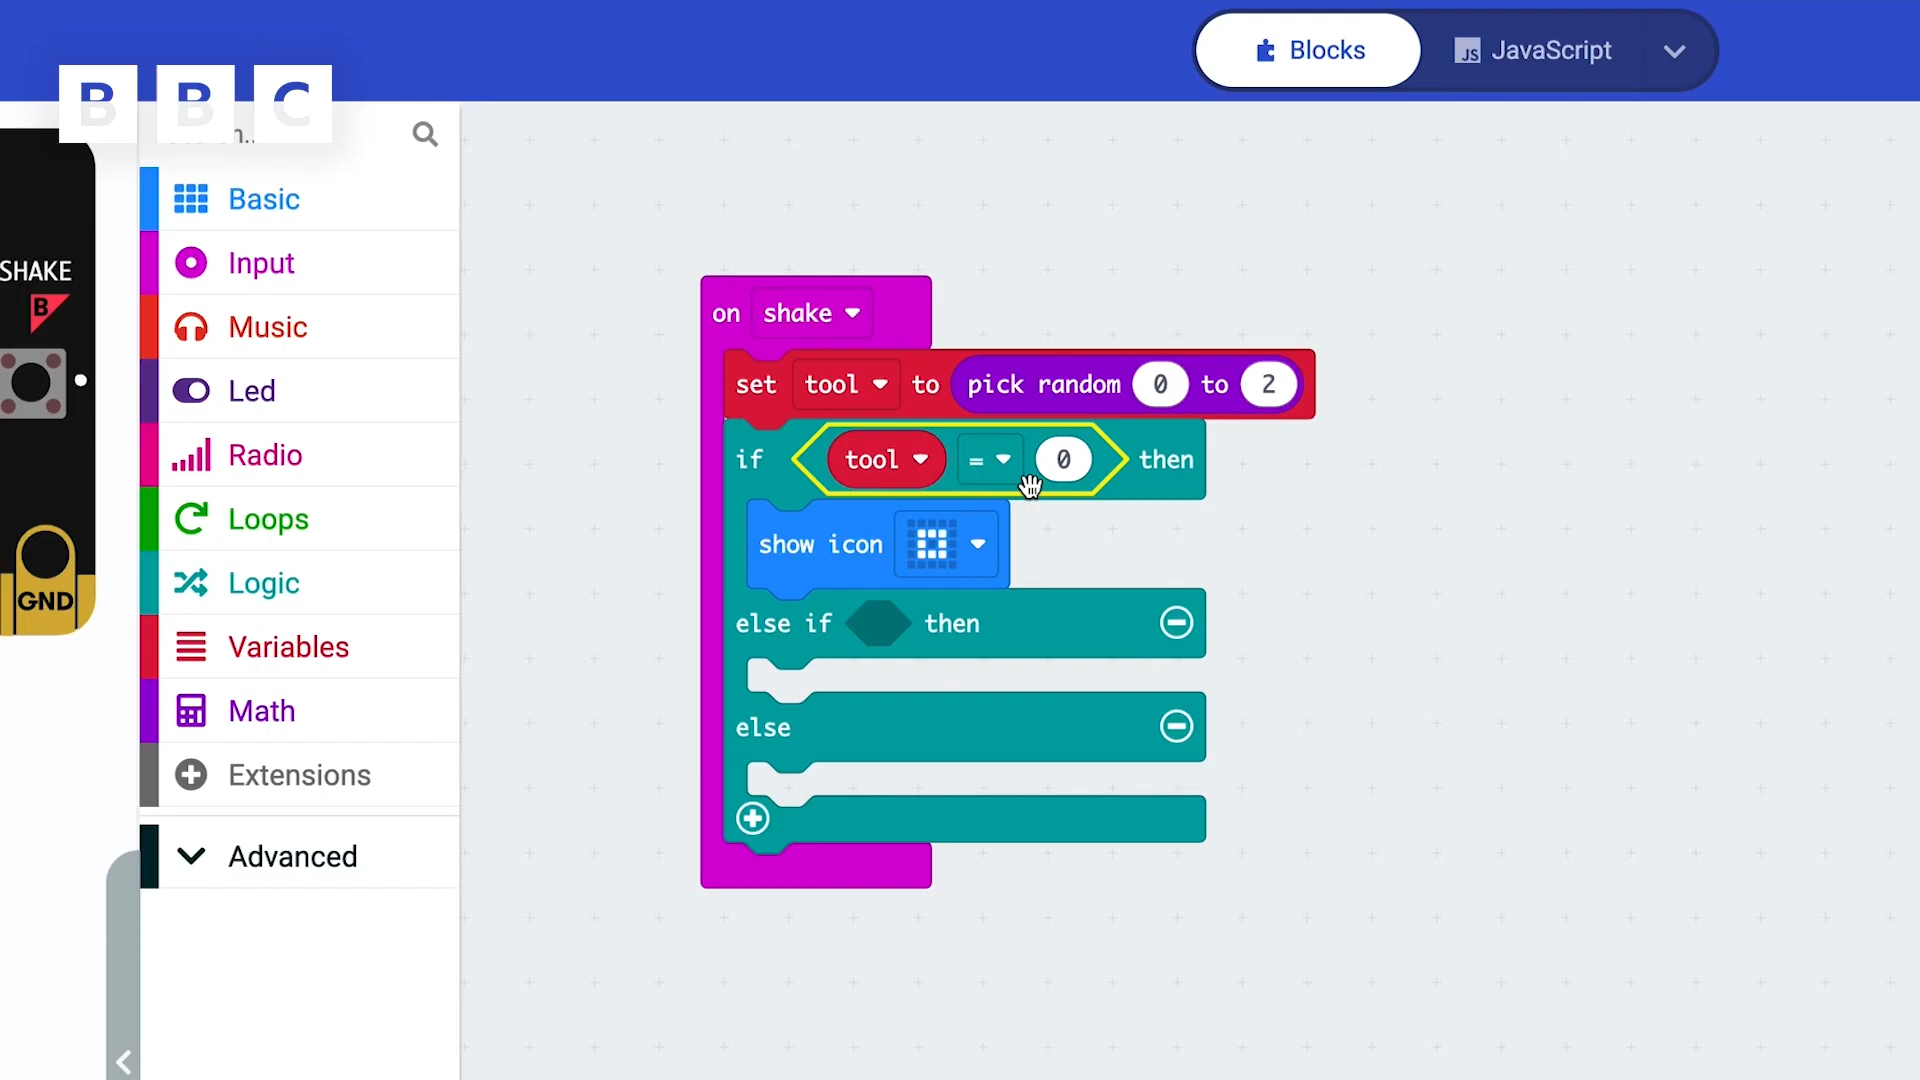 Blocks
JavaScript
JS
BBC
SHAKE
B
GND
Basic
Input
Music
Led
Radio
Loops
Logic
Variables
Math
Extensions
Advanced
on shake
set tool to pick random 0 to 2
if tool = 0 then
show icon
else if then
else